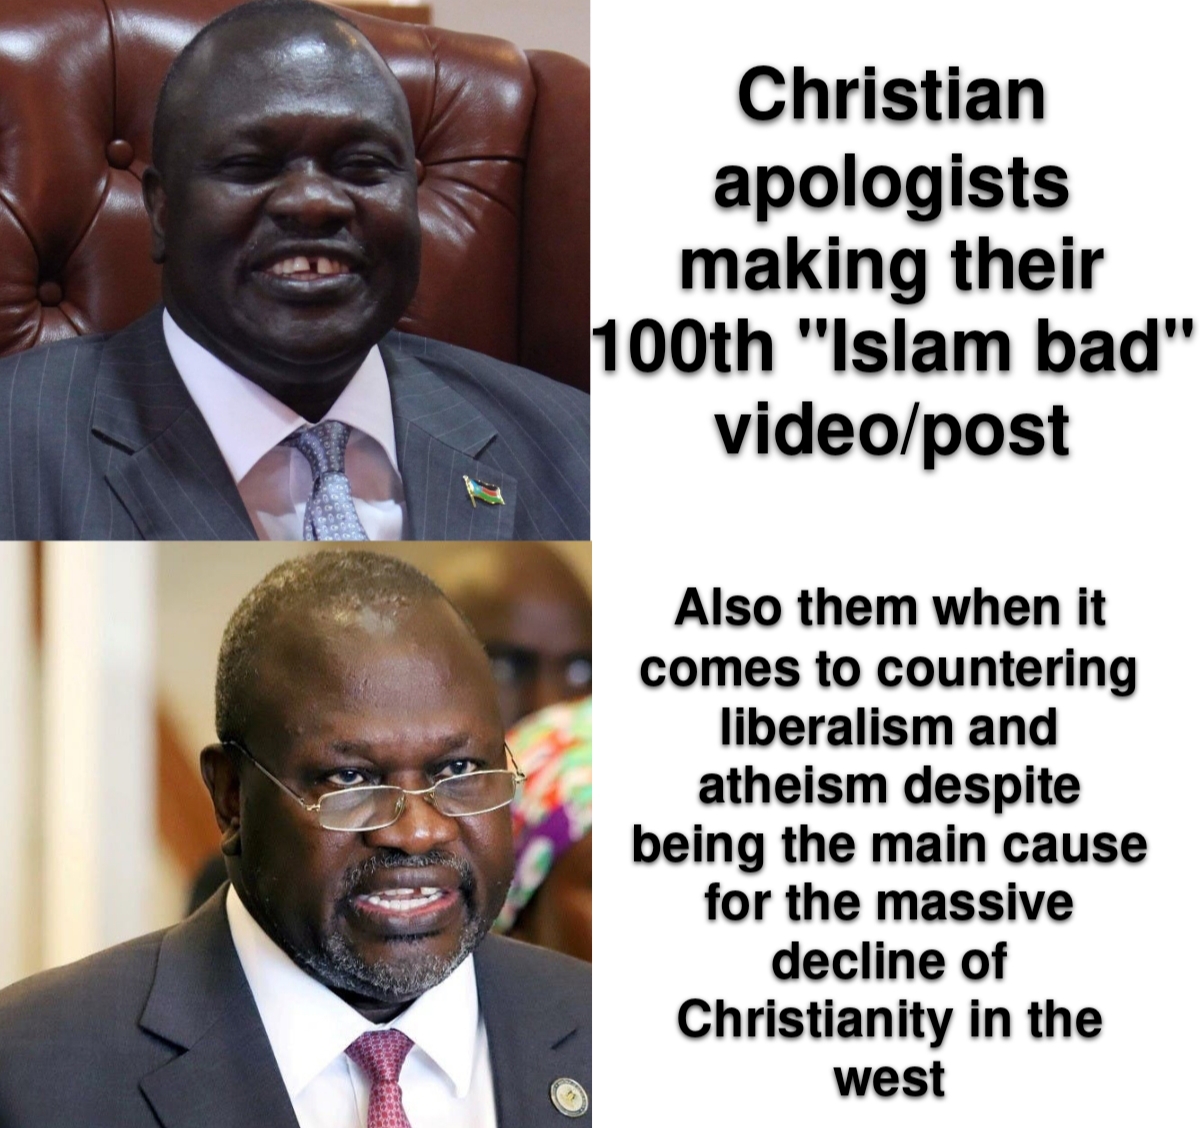 Christian
apologists
making their
100th "Islam bad"
video/post
Also them when it
comes to countering
liberalism and
atheism despite
being the main cause
for the massive
decline of
Christianity in the
west